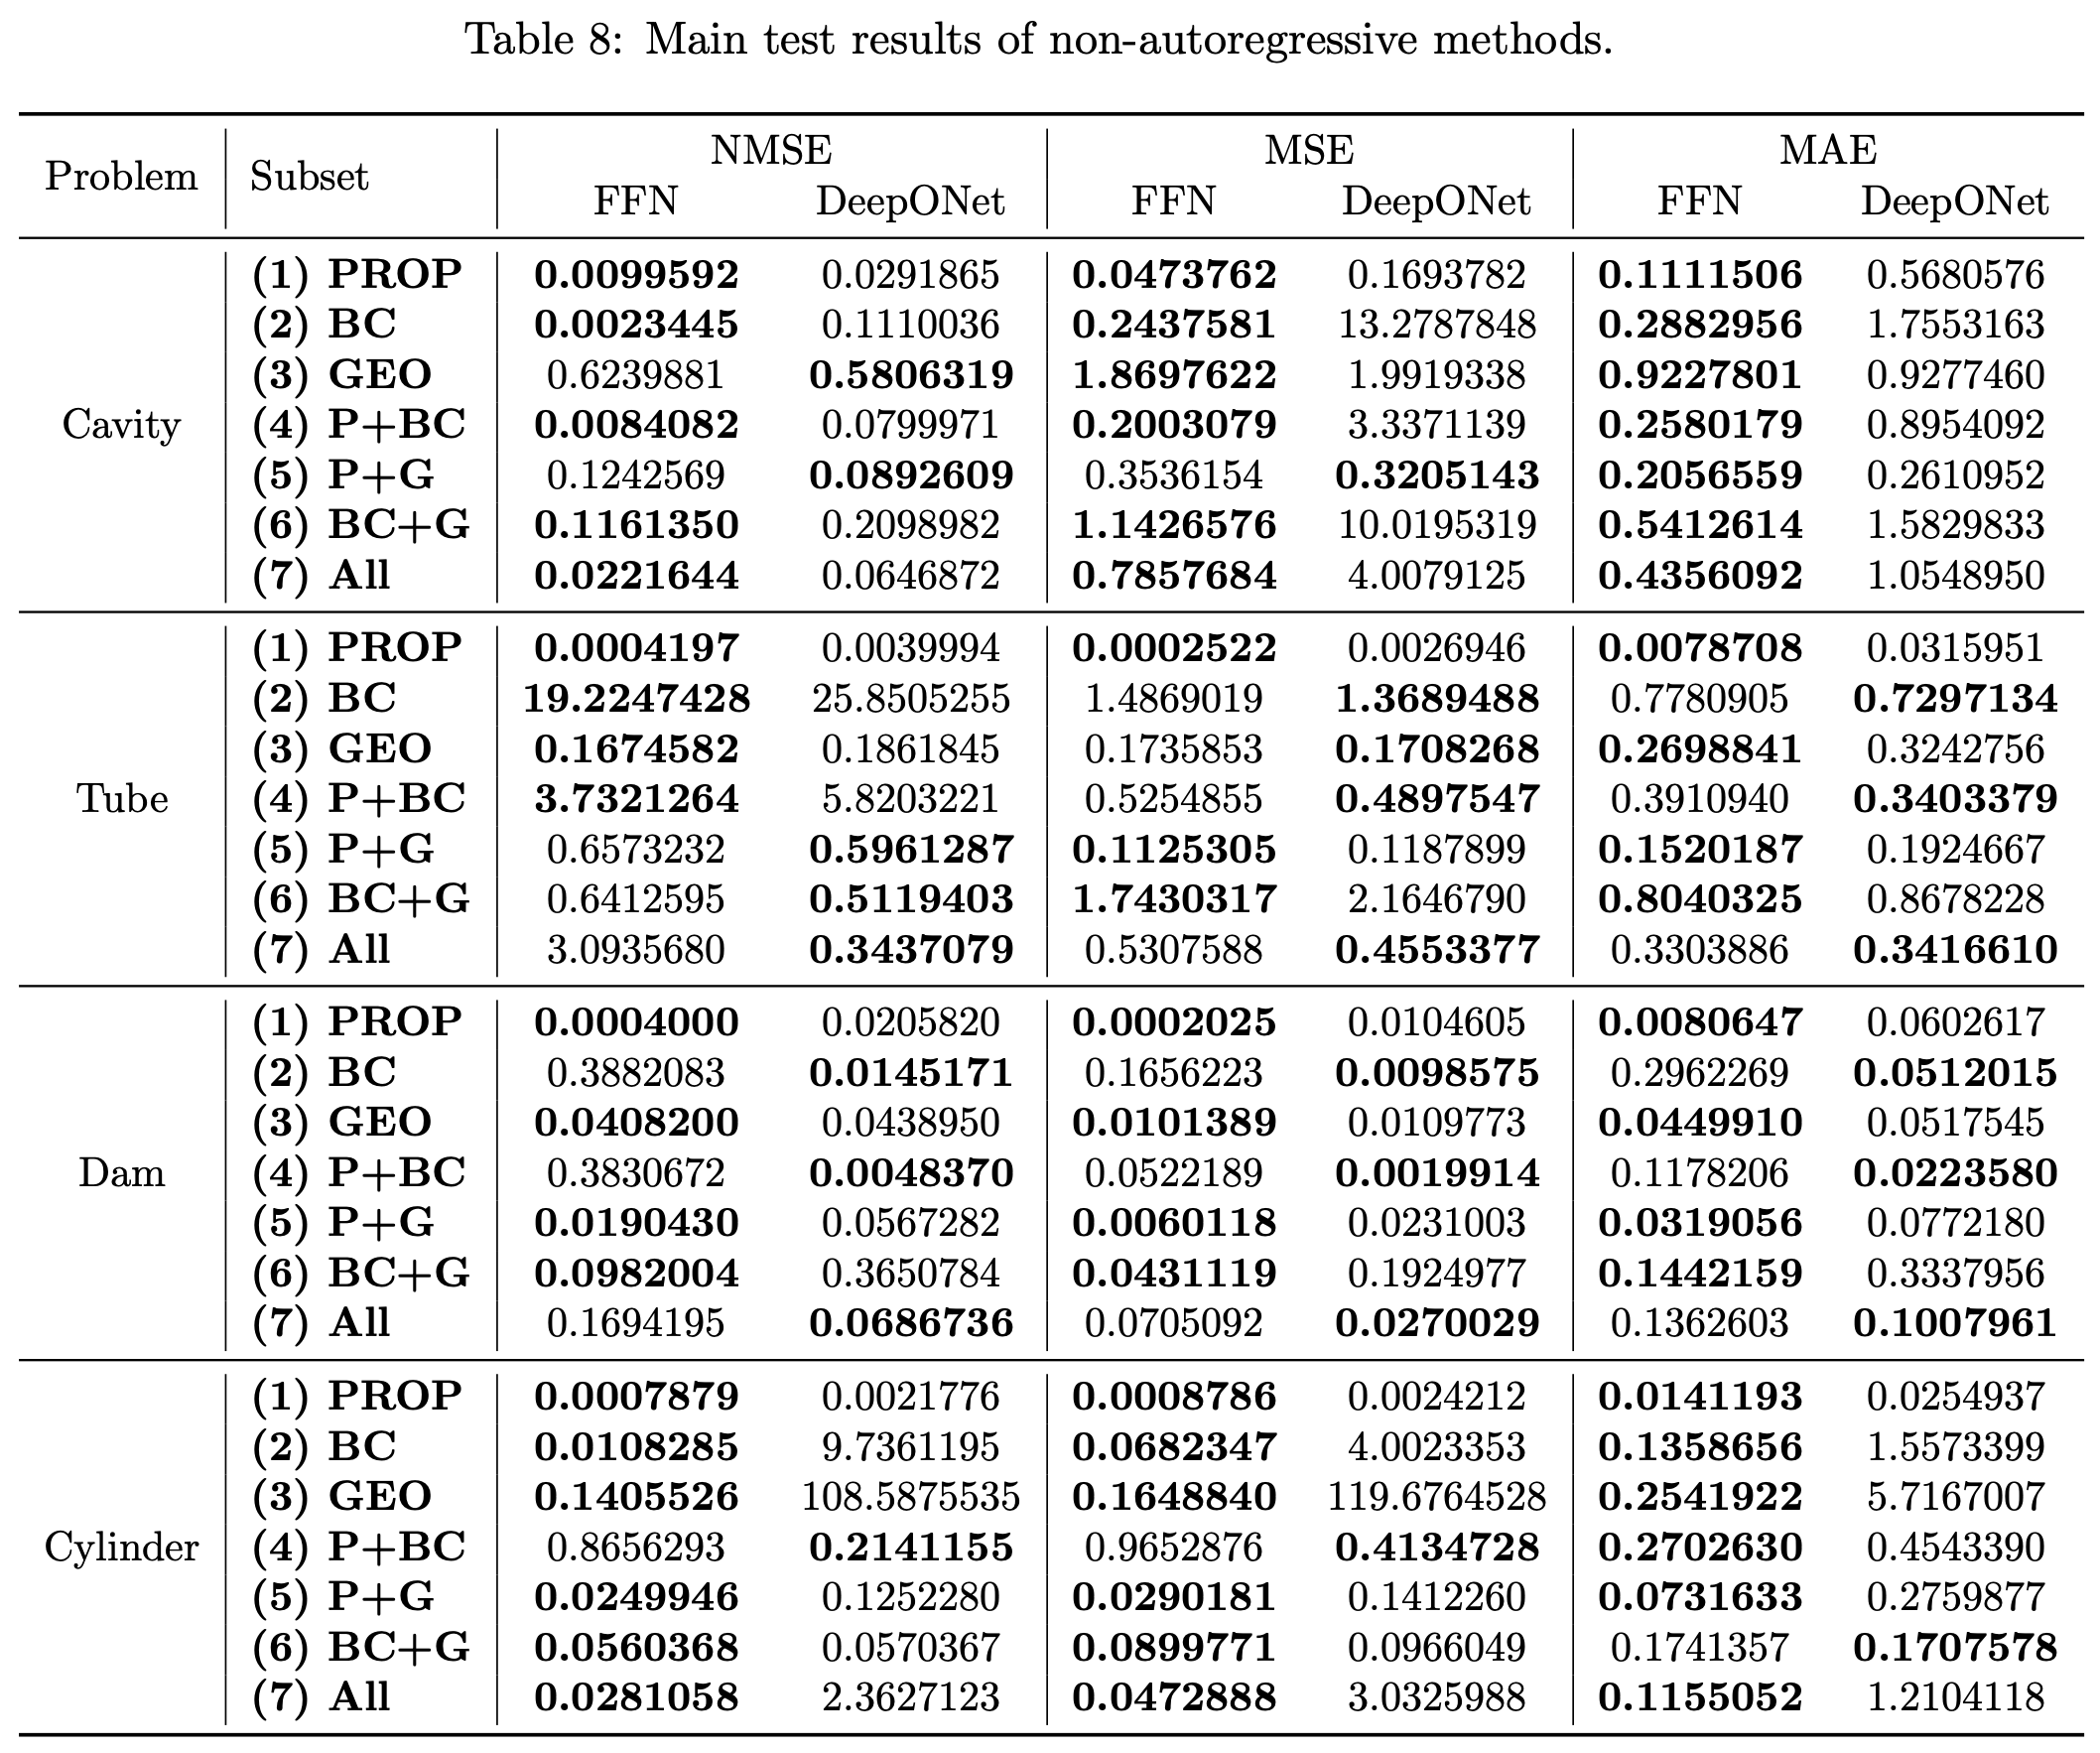 Table 8: Main test results of non-autoregressive methods.
Problem Subset NMSE MSE MAE
FFN DeepONet FFN DeepONet FFN DeepONet
Cavity
(1) PROP 0.0099592 0.0291865 0.0473762 0.1693782 0.1111506 0.5680576
(2) BC 0.0023445 0.1110036 0.2437581 13.2787848 0.2882956 1.7553163
(3) GEO 0.6239881 0.5806319 1.8697622 1.9919338 0.9227801 0.9277460
(4) P+BC 0.0084082 0.0799971 0.2003079 3.3371139 0.2580179 0.8954092
(5) P+G 0.1242569 0.0892609 0.3536154 0.3205143 0.2056559 0.2610952
(6) BC+G 0.1161350 0.2098982 1.1426576 10.0195319 0.5412614 1.5829833
(7) All 0.0221644 0.0646872 0.7857684 4.0079125 0.4356092 1.0548950
Tube
(1) PROP 0.0004197 0.0039994 0.0002522 0.0026946 0.0078708 0.0315951
(2) BC 19.2247428 25.8505255 1.4869019 1.3689488 0.7780905 0.7297134
(3) GEO 0.1674582 0.1861845 0.1735853 0.1708268 0.2698841 0.3242756
(4) P+BC 3.7321264 5.8203221 0.5254855 0.4897547 0.3910940 0.3403379
(5) P+G 0.6573232 0.5961287 0.1125305 0.1187899 0.1520187 0.1924667
(6) BC+G 0.6412595 0.5119403 1.7430317 2.1646790 0.8040325 0.8678228
(7) All 3.0935680 0.3437079 0.5307588 0.4553377 0.3303886 0.3416610
Dam
(1) PROP 0.0004000 0.0205820 0.0002025 0.0104605 0.0080647 0.0602617
(2) BC 0.3882083 0.0145171 0.1656223 0.0098575 0.2962269 0.0512015
(3) GEO 0.0408200 0.0438950 0.0101389 0.0109773 0.0449910 0.0517545
(4) P+BC 0.3830672 0.0048370 0.0522189 0.0019914 0.1178206 0.0223580
(5) P+G 0.0190430 0.0567282 0.0060118 0.0231003 0.0319056 0.0772180
(6) BC+G 0.0982004 0.3650784 0.0431119 0.1924977 0.1442159 0.3337956
(7) All 0.1694195 0.0686736 0.0705092 0.0270029 0.1362603 0.1007961
Cylinder
(1) PROP 0.0007879 0.0021776 0.0008786 0.0024212 0.0141193 0.0254937
(2) BC 0.0108285 9.7361195 0.0682347 4.0023353 0.1358656 1.5573399
(3) GEO 0.1405526 108.5875535 0.1648840 119.6764528 0.2541922 5.7167007
(4) P+BC 0.8656293 0.2141155 0.9652876 0.4134728 0.2702630 0.4543390
(5) P+G 0.0249946 0.1252280 0.0290181 0.1412260 0.0731633 0.2759877
(6) BC+G 0.0560368 0.0570367 0.0899771 0.0966049 0.1741357 0.1707578
(7) All 0.0281058 2.3627123 0.0472888 3.0325988 0.1155052 1.2104118